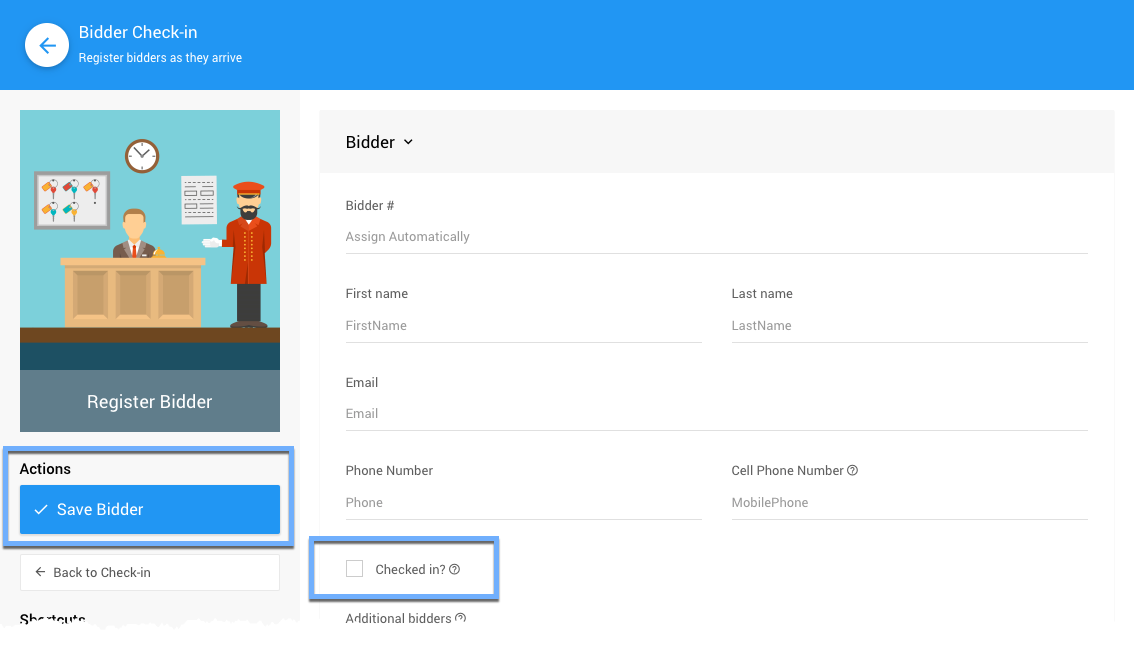 Bidder Check-in
Register bidders as they arrive
Register Bidder
Actions
Save Bidder
Back to Check-in
Shortcuts
Bidder
Bidder #
Assign Automatically
First name
Last name
FirstName
LastName
Email
Email
Phone Number
Cell Phone Number
Phone
MobilePhone
Checked in?
Additional bidders